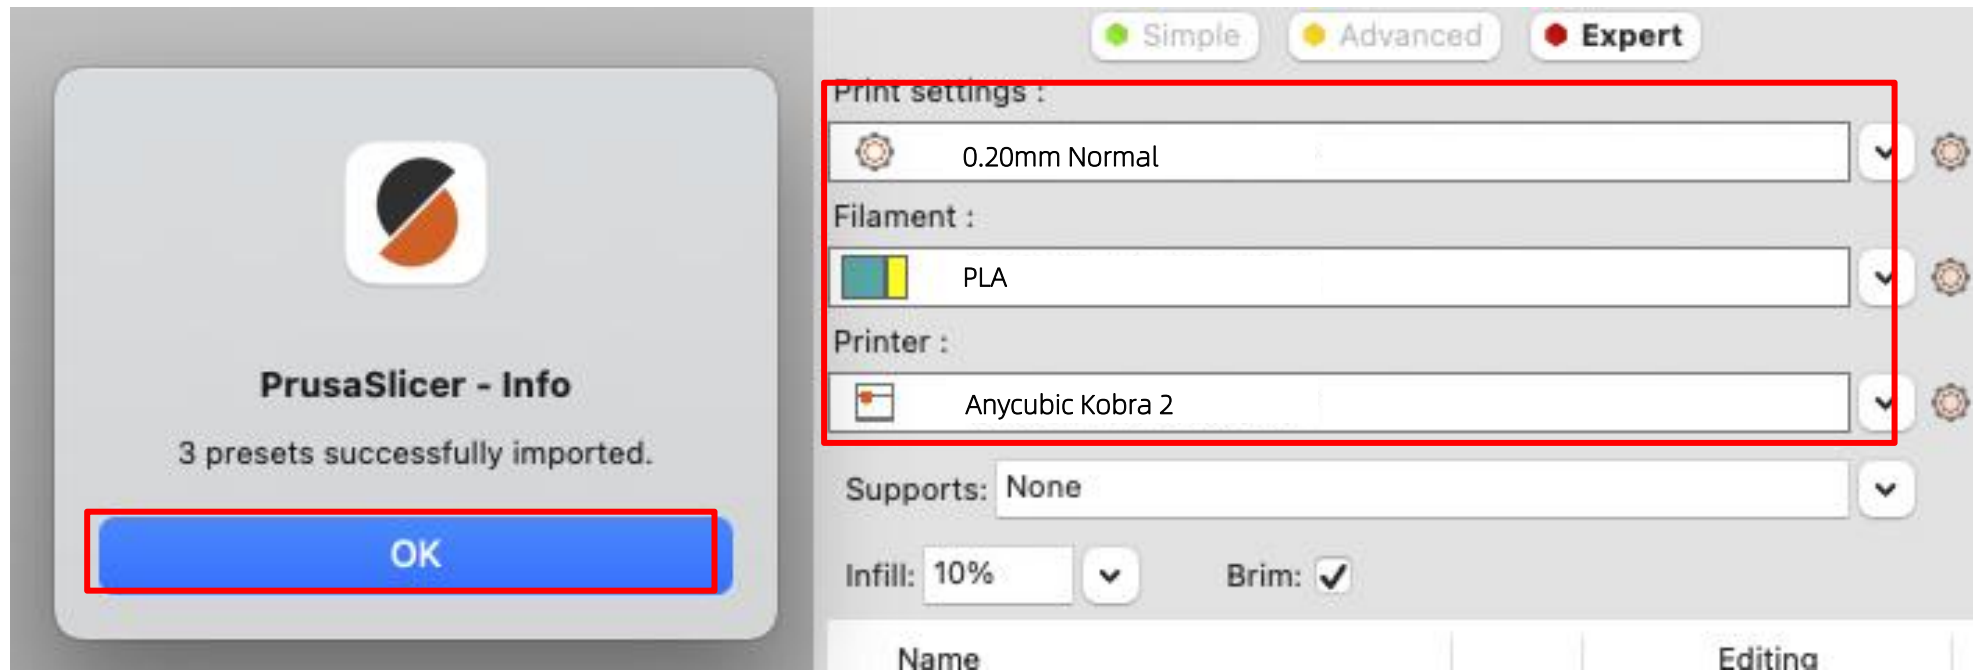 PrusaSlicer - Info
3 presets successfully imported.
OK
Simple Advanced Expert
Print settings :
0.20mm Normal
Filament :
PLA
Printer :
Anycubic Kobra 2
Supports: None
Infill: 10% Brim:
Name Editing